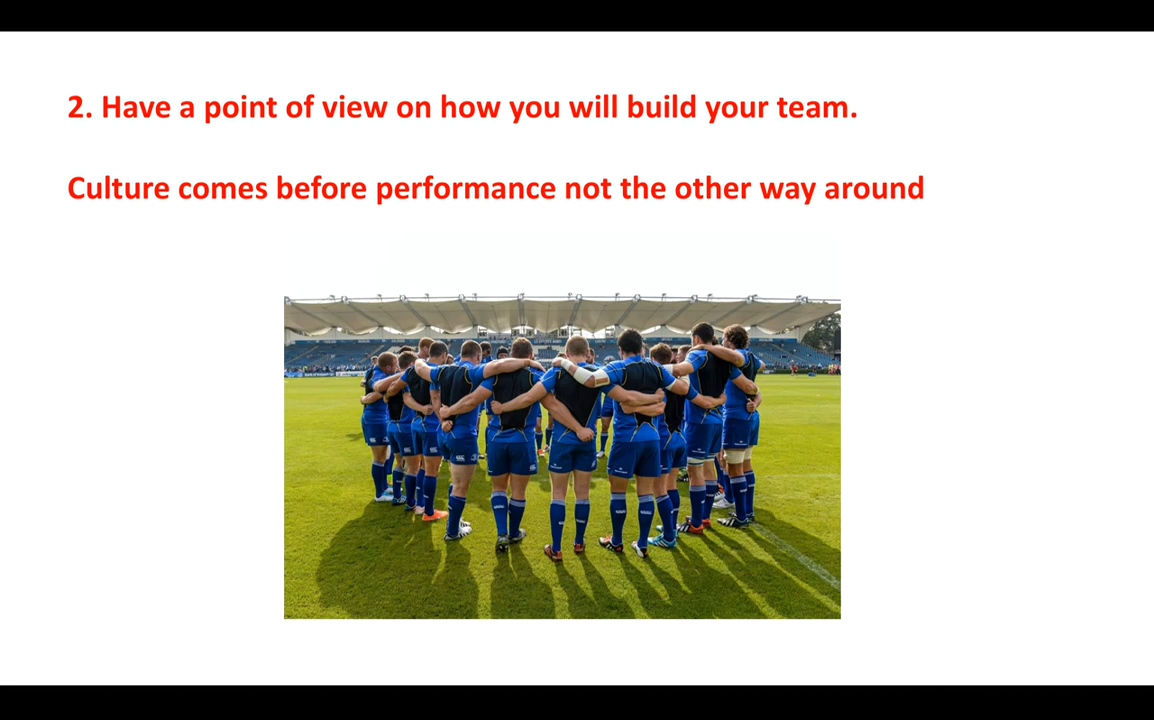 2. Have a point of view on how you will build your team.
Culture comes before performance not the other way around